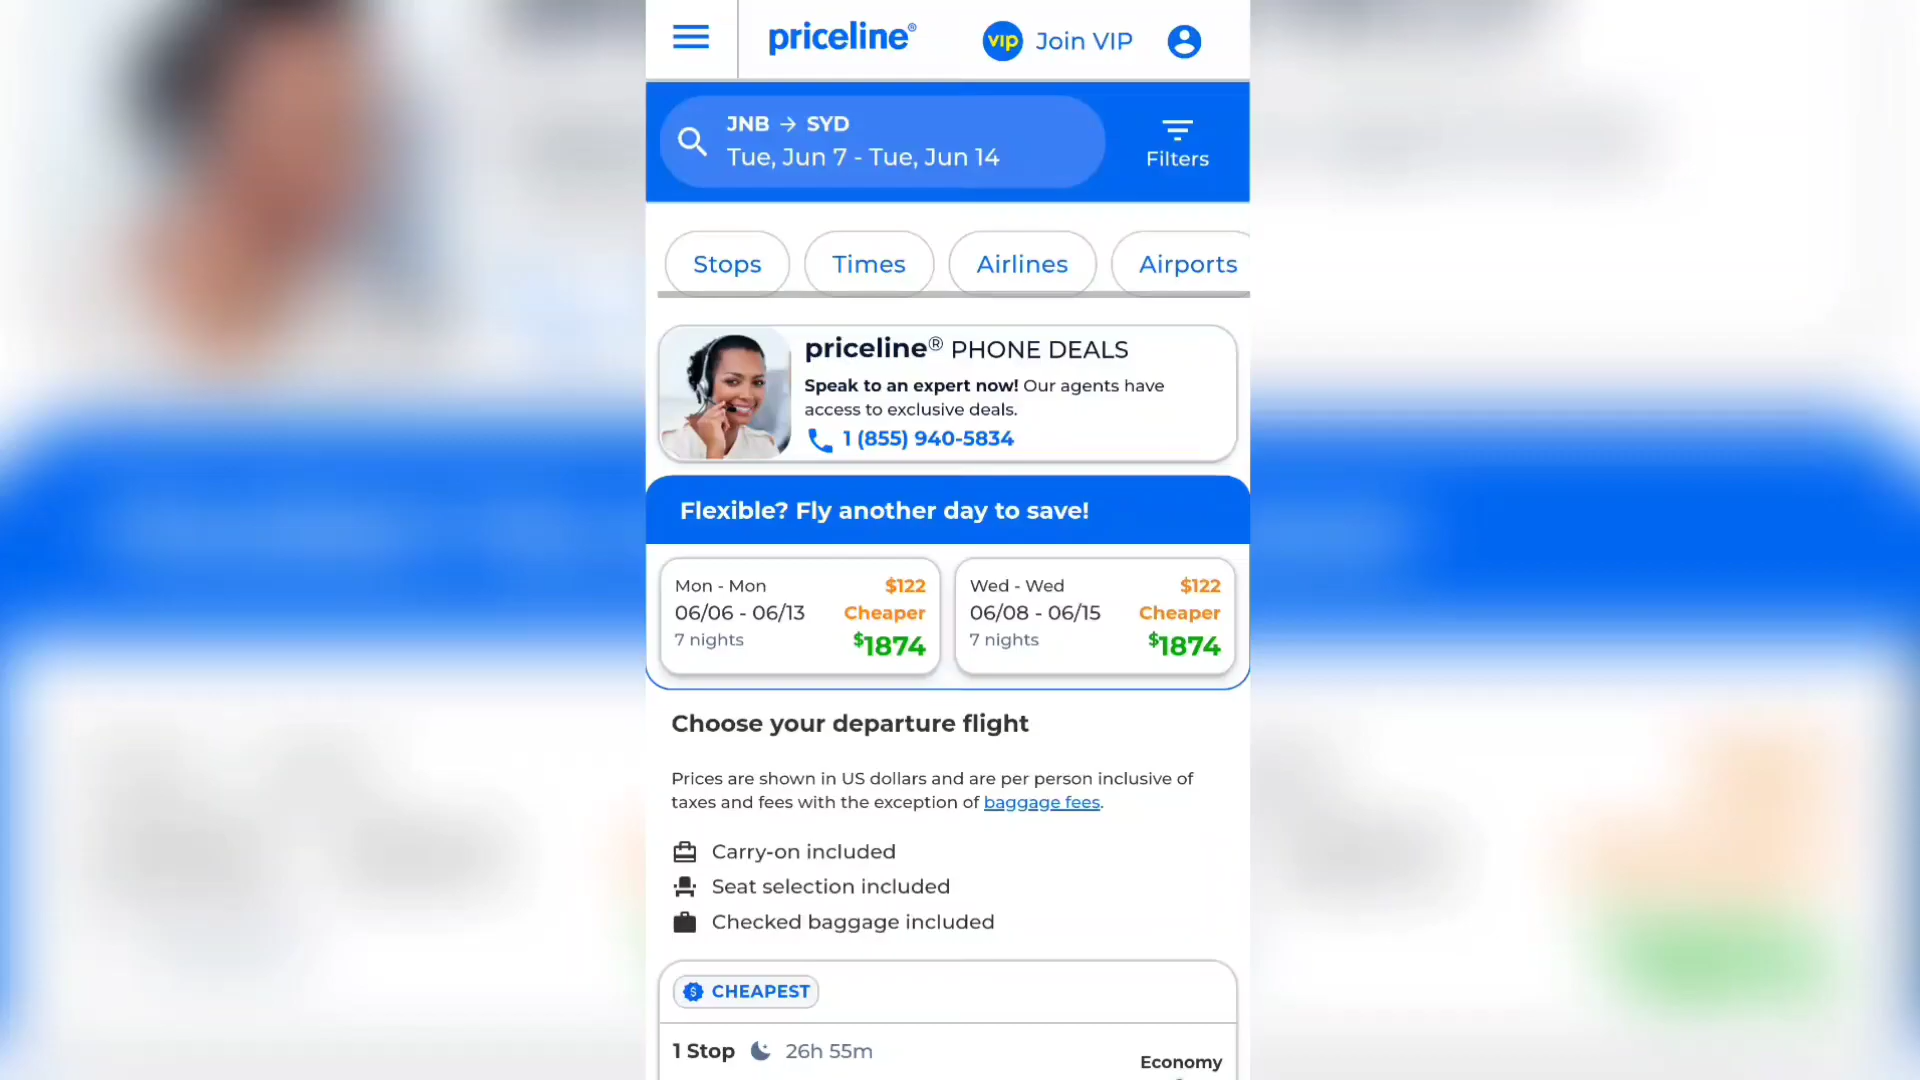 priceline®
vip Join VIP
JNB → SYD
Tue, Jun 7 - Tue, Jun 14
Filters
Stops
Times
Airlines
Airports
priceline® PHONE DEALS
Speak to an expert now! Our agents have
access to exclusive deals.
1 (855) 940-5834
Flexible? Fly another day to save!
Mon - Mon
$122
06/06 - 06/13
Cheaper
7 nights
$1874
Wed - Wed
$122
06/08 - 06/15
Cheaper
7 nights
$1874
Choose your departure flight
Prices are shown in US dollars and are per person inclusive of
taxes and fees with the exception of baggage fees.
Carry-on included
Seat selection included
Checked baggage included
CHEAPEST
1 Stop 26h 55m
Economy